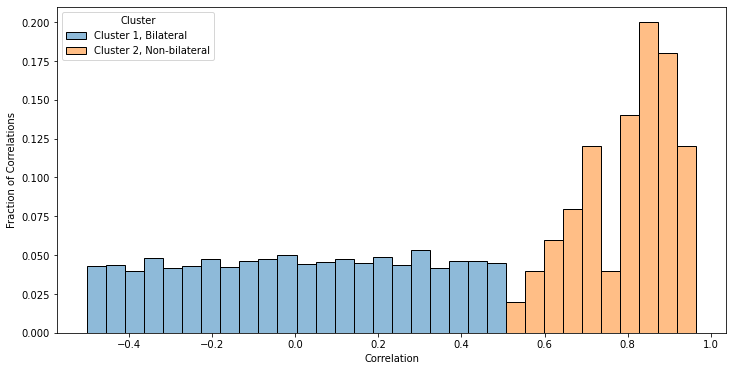 Cluster
Cluster 1, Bilateral
Cluster 2, Non-bilateral
Fraction of Correlations
0.200
0.175
0.150
0.125
0.100
0.075
0.050
0.025
0.000
−0.4 −0.2 0.0 0.2 0.4 0.6 0.8 1.0
Correlation